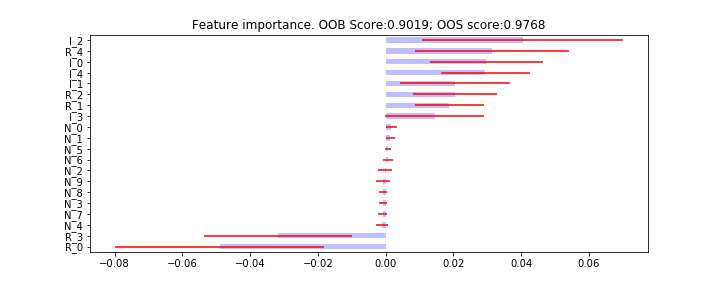 Feature importance. OOB Score:0.9019; OOS score:0.9768
I_2
R_4
I_0
I_4
I_1
R_2
R_1
I_3
N_0
N_1
N_5
N_6
N_2
N_9
N_8
N_3
N_7
N_4
R_3
R_0
−0.08 −0.06 −0.04 −0.02 0.00 0.02 0.04 0.06